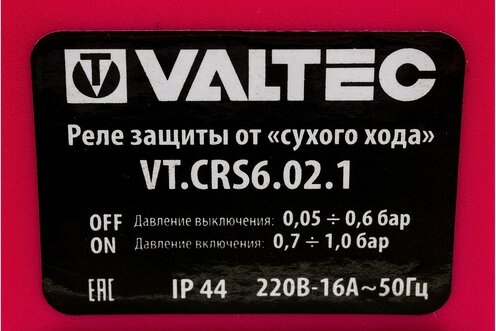 VALTEC
Реле защиты от «сухого хода»
VT.CRS6.02.1
OFF Давление выключения: 0,05 ÷ 0,6 бар
ON Давление включения: 0,7 ÷ 1,0 бар
EAC IP 44 220В-16А~50Гц